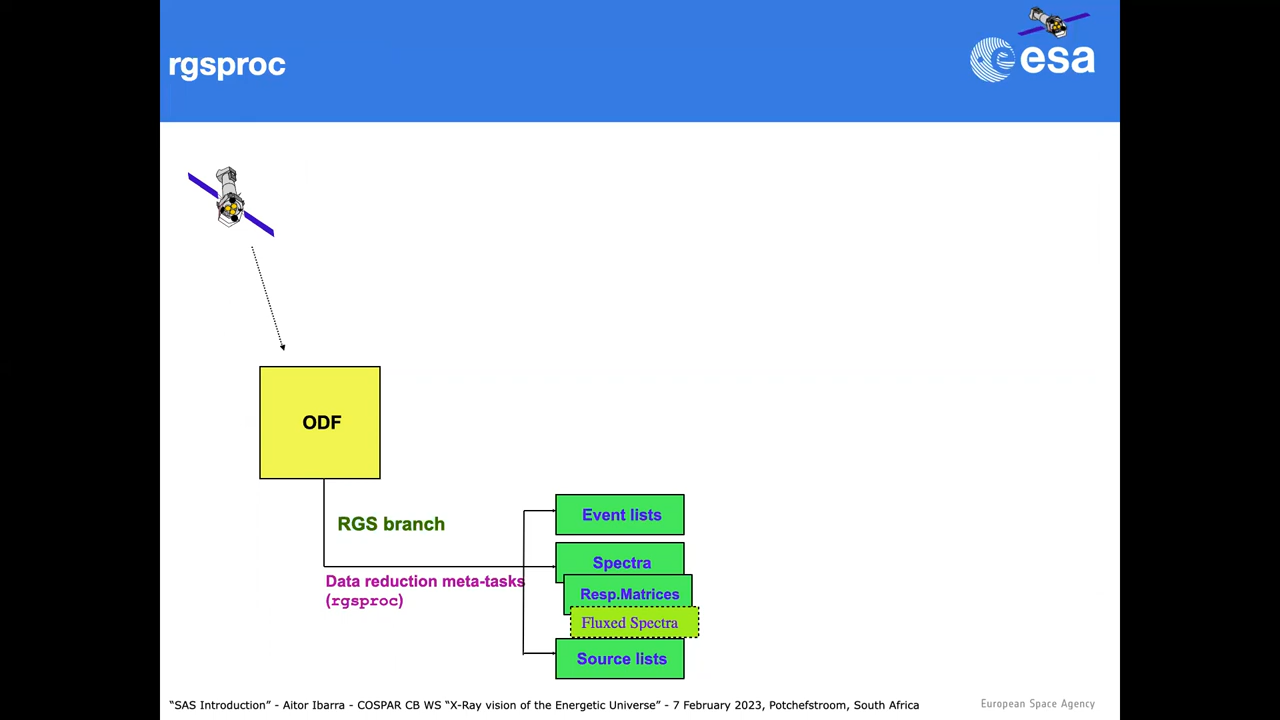 rgsproc
esa
ODF
RGS branch
Data reduction meta-tasks
(rgsproc)
Event lists
Spectra
Resp.Matrices
Fluxed Spectra
Source lists
“SAS Introduction” - Aitor Ibarra - COSPAR CB WS “X-Ray vision of the Energetic Universe” - 7 February 2023, Potchefstroom, South Africa
European Space Agency